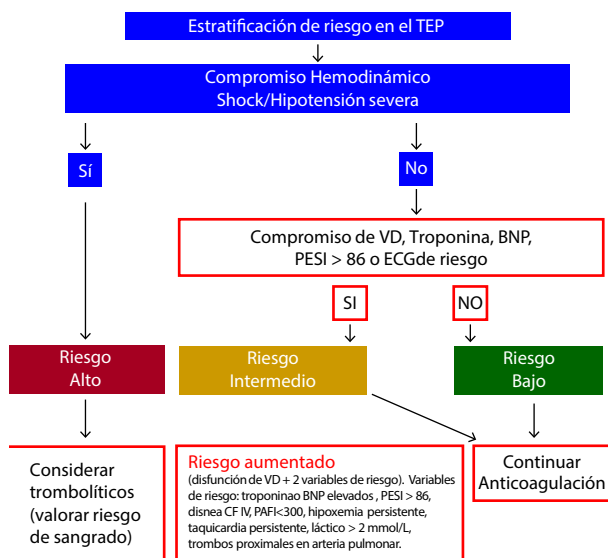 Estratificación de riesgo en el TEP
Compromiso Hemodinámico
Shock/Hipotensión severa
Sí
No
Compromiso de VD, Troponina, BNP,
PESI > 86 o ECGde riesgo
SI
NO
Riesgo
Alto
Riesgo
Intermedio
Riesgo
Bajo
Considerar
trombolíticos
(valorar riesgo
de sangrado)
Riesgo aumentado
(disfunción de VD + 2 variables de riesgo). Variables
de riesgo: troponinao BNP elevados , PESI > 86,
disnea CF IV, PAFI<300, hipoxemia persistente,
taquicardia persistente, láctico > 2 mmol/L,
trombos proximales en arteria pulmonar.
Continuar
Anticoagulación